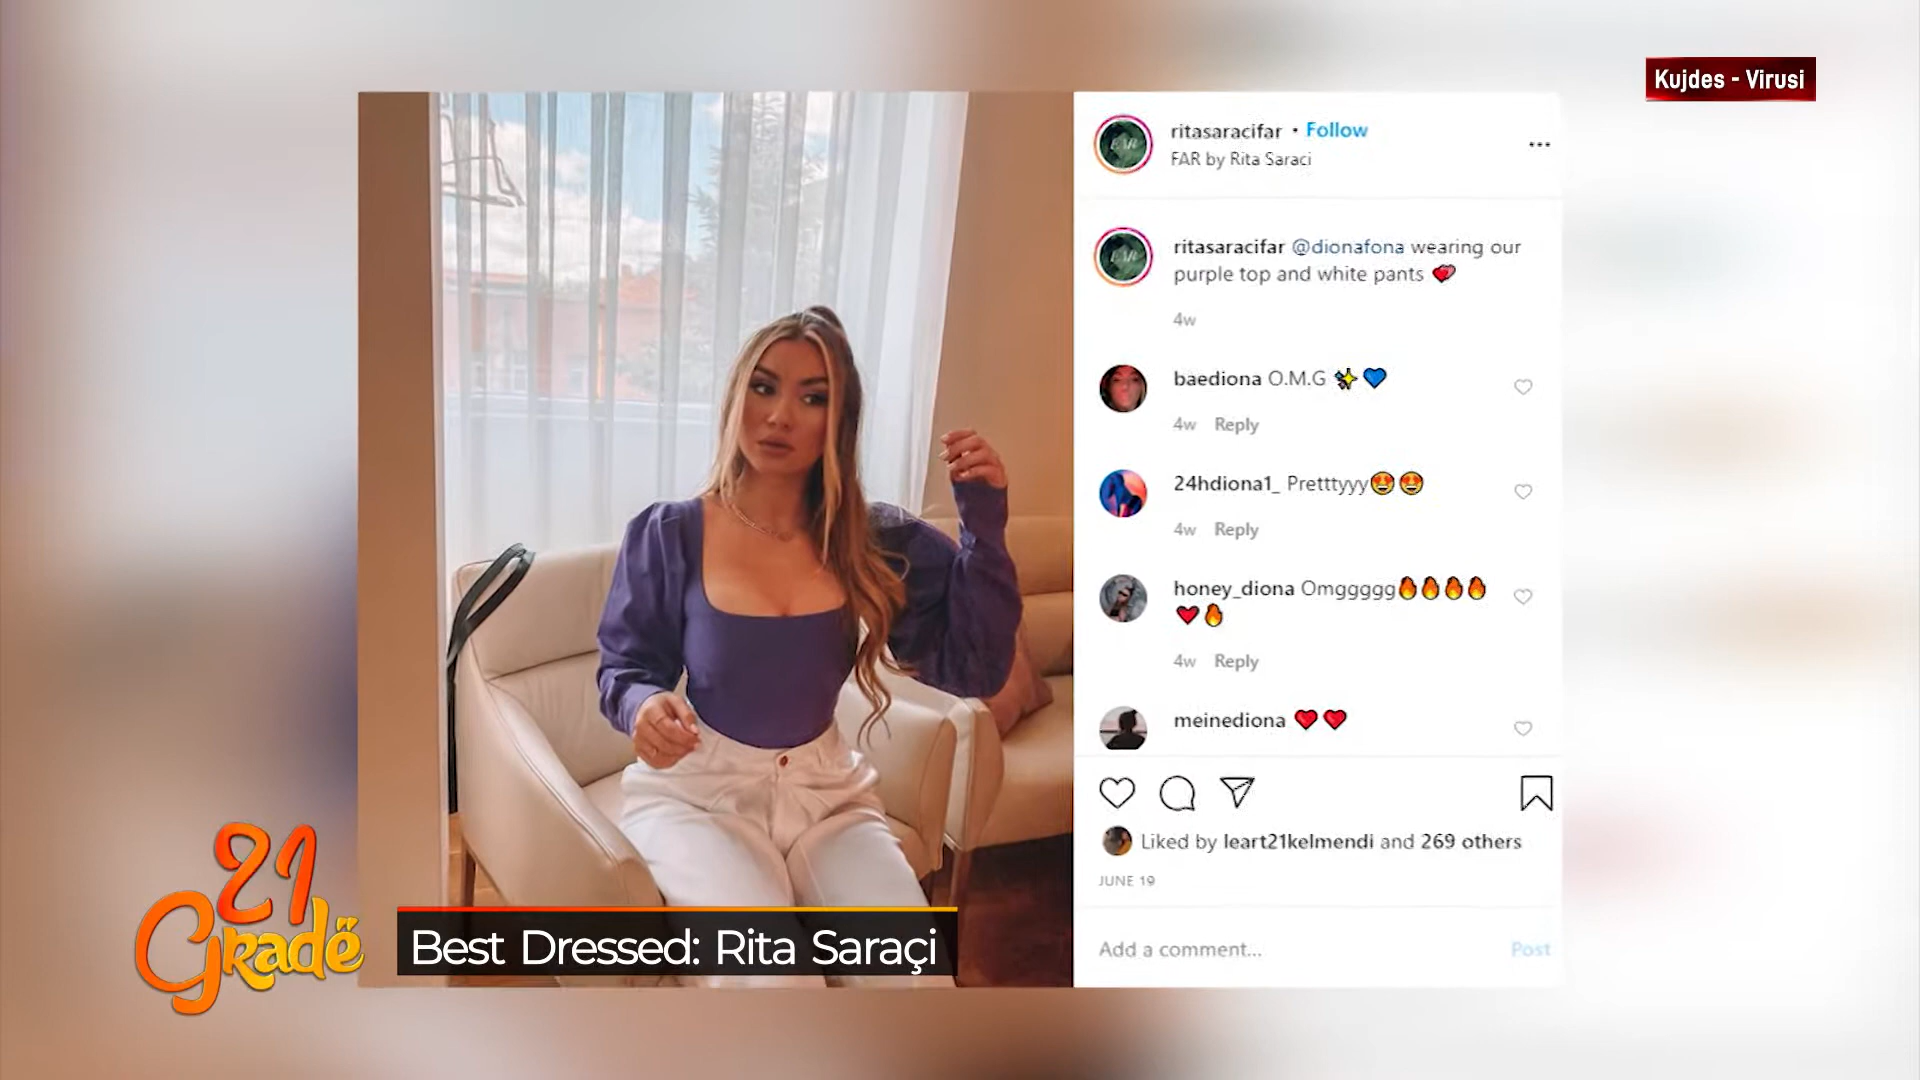 Kujdes - Virusi
ritasaracifar • Follow
FAR by Rita Saraci
ritasaracifar @dionafona wearing our
purple top and white pants 💞
4w
baediona O.M.G ✨💙
4w Reply
24hdiona1_ Pretttyyy😍😍
4w Reply
honey_diona Omggggg🔥🔥🔥🔥
❤️🔥
4w Reply
meinediona ❤️❤️
Liked by leart21kelmendi and 269 others
JUNE 19
Add a comment... Post
21
Gradë
Best Dressed: Rita Saraçi